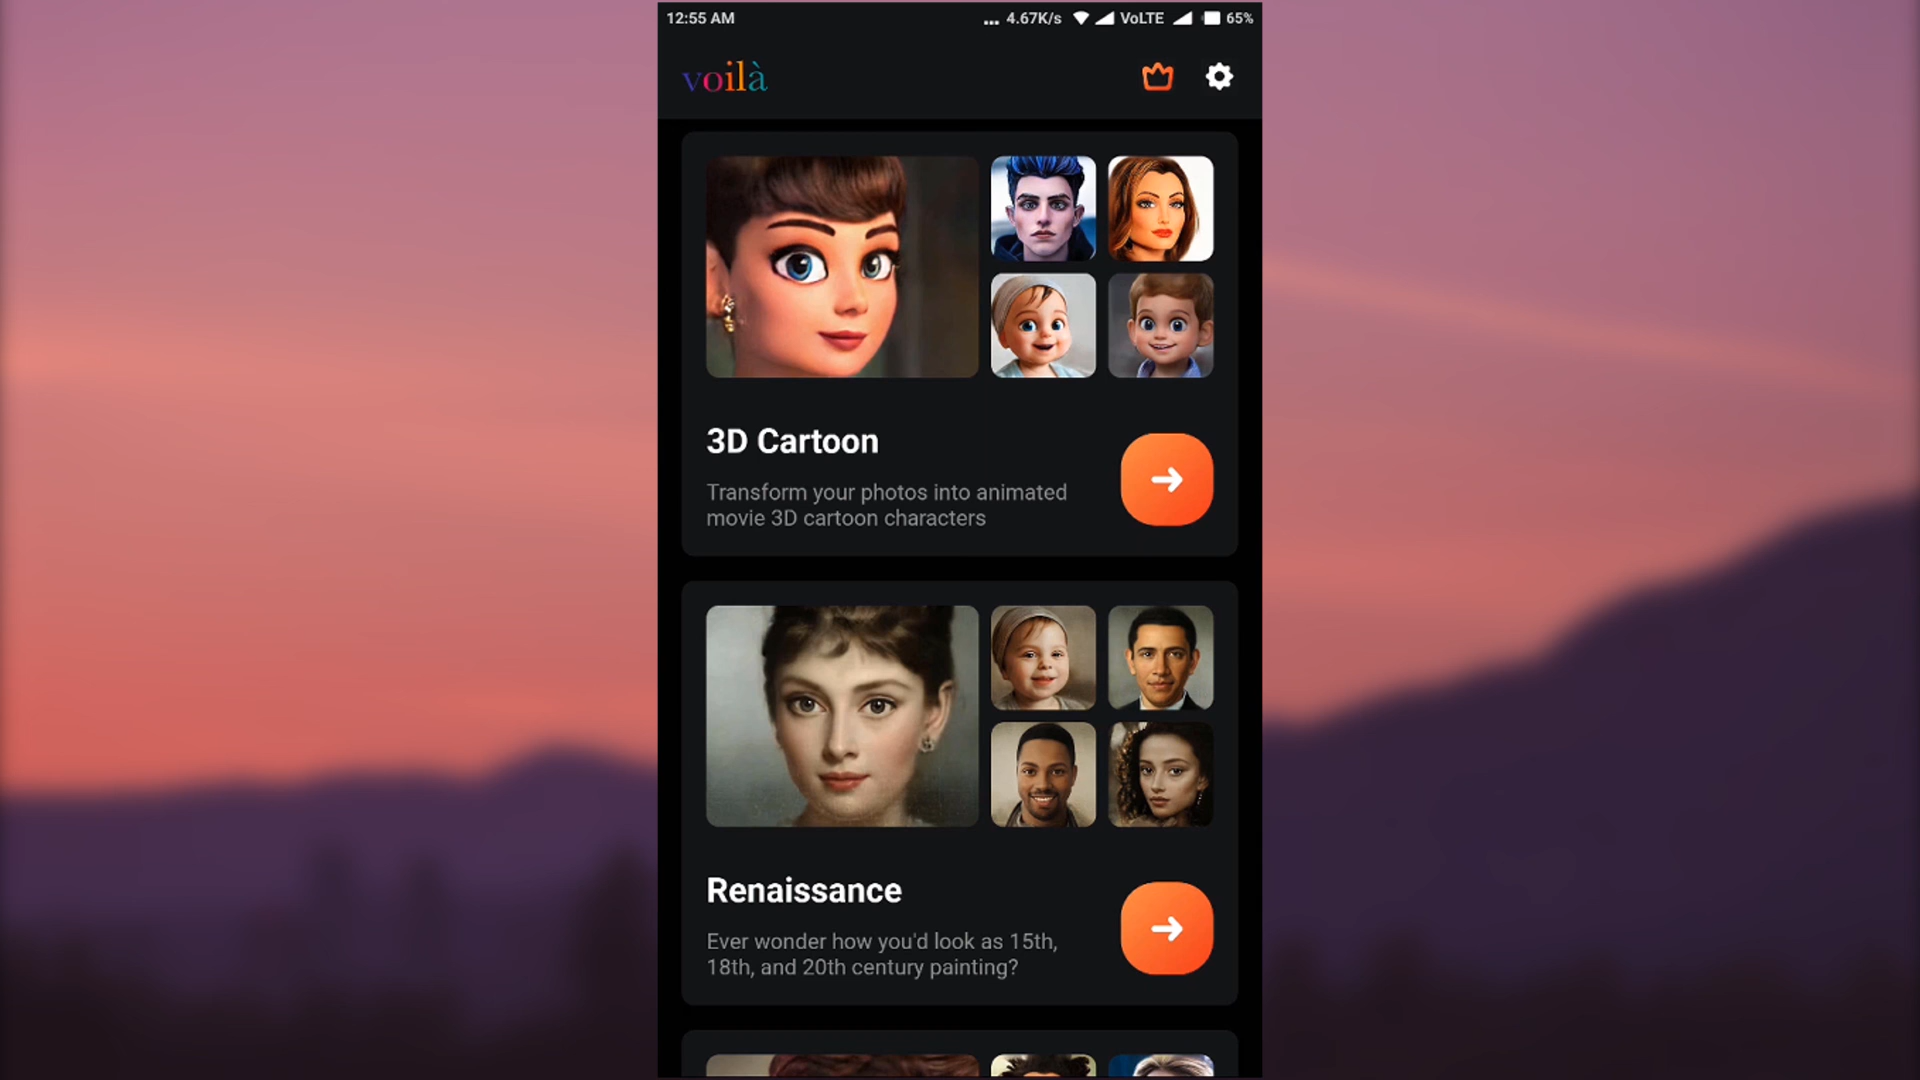 12:55 AM
... 4.67K/s VoLTE 65%
voilà
3D Cartoon
Transform your photos into animated
movie 3D cartoon characters
Renaissance
Ever wonder how you'd look as 15th,
18th, and 20th century painting?